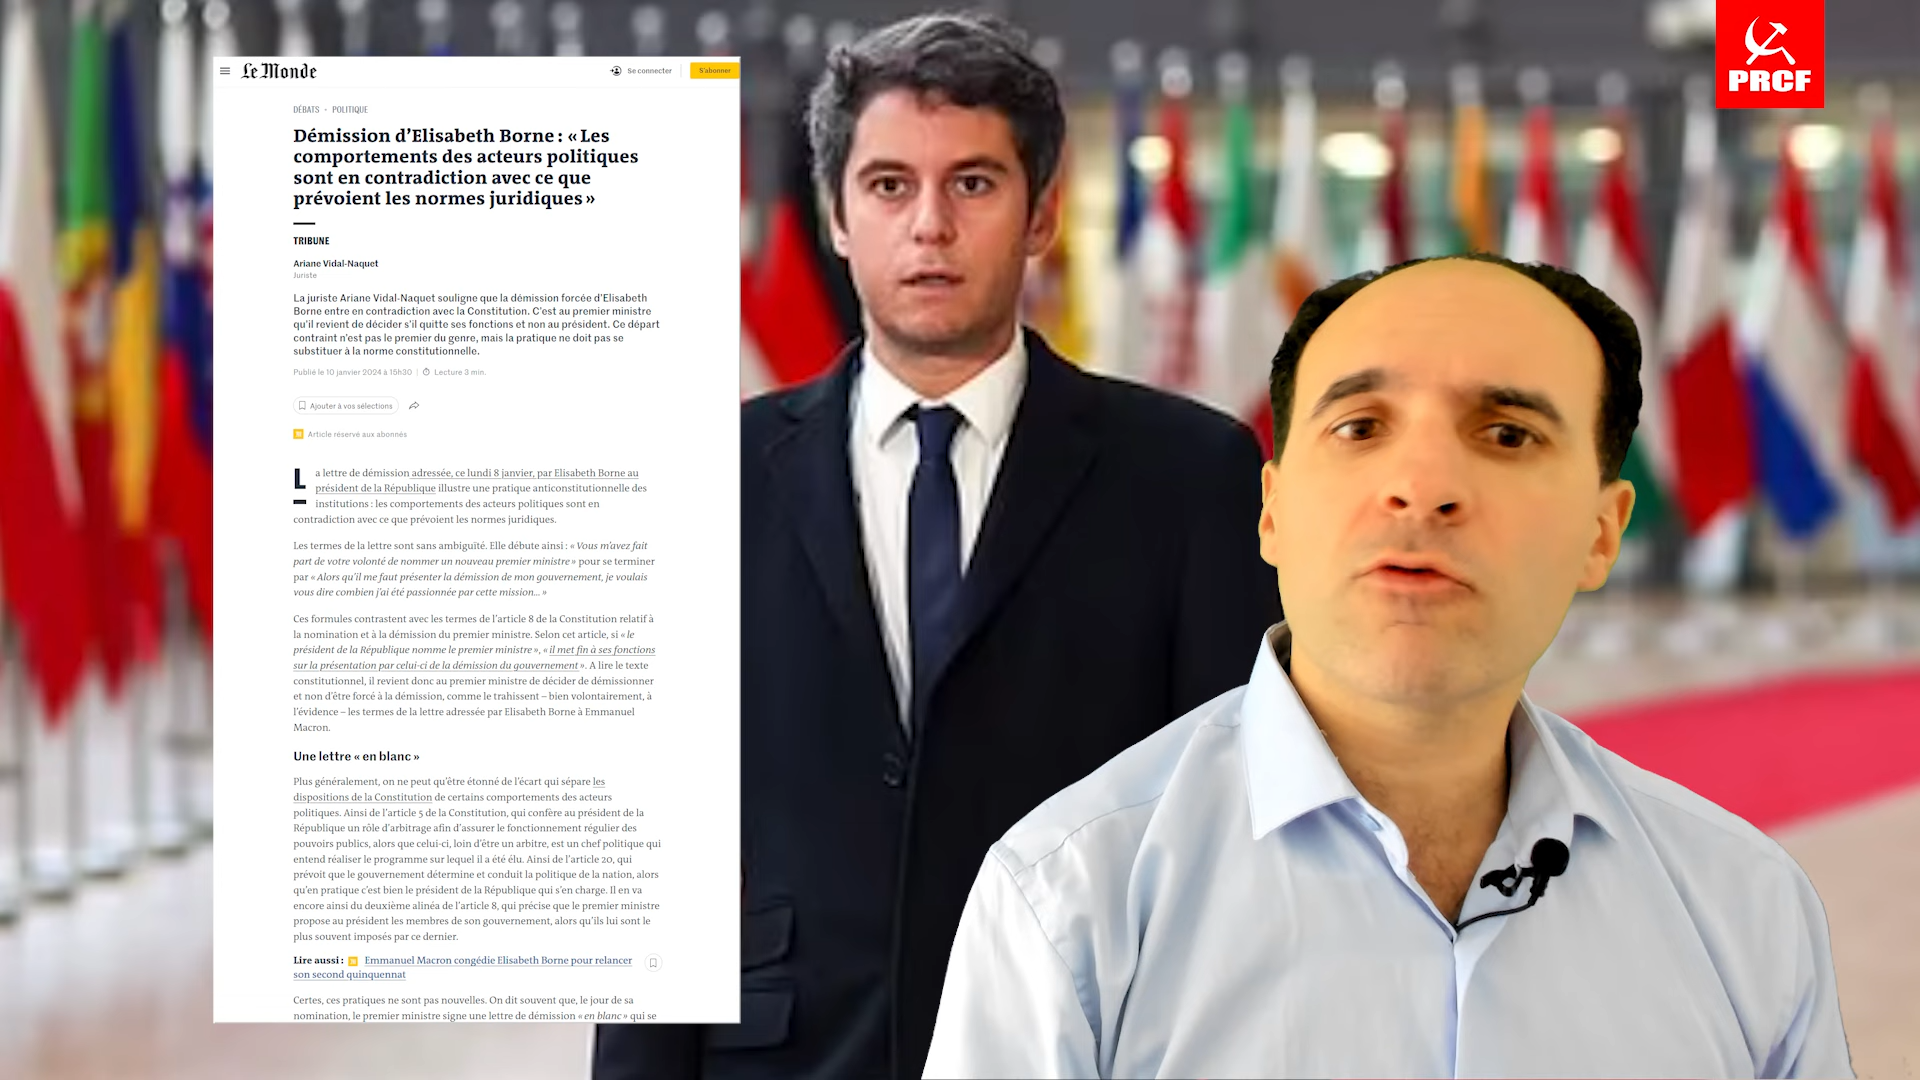 Le Monde
Se connecter
S'abonner
DÉBATS • POLITIQUE
Démission d’Elisabeth Borne : « Les
comportements des acteurs politiques
sont en contradiction avec ce que
prévoient les normes juridiques »
TRIBUNE
Ariane Vidal-Naquet
Juriste
La juriste Ariane Vidal-Naquet souligne que la démission forcée d’Elisabeth
Borne entre en contradiction avec la Constitution. C’est au premier ministre
qu’il revient de décider s’il quitte ses fonctions et non au président. Ce départ
contraint n’est pas le premier du genre, mais la pratique ne doit pas se
substituer à la norme constitutionnelle.
Publié le 10 janvier 2024 à 15h30 | Lecture 3 min.
Ajouter à vos sélections
Article réservé aux abonnés
La lettre de démission adressée, ce lundi 8 janvier, par Elisabeth Borne au
président de la République illustre une pratique anticonstitutionnelle des
institutions : les comportements des acteurs politiques sont en
contradiction avec ce que prévoient les normes juridiques.
Les termes de la lettre sont sans ambiguïté. Elle débute ainsi : « Vous m’avez fait
part de votre volonté de nommer un nouveau premier ministre » pour se terminer
par « Alors qu’il me faut présenter la démission de mon gouvernement, je voulais
vous dire combien j’ai été passionnée par cette mission… »
Ces formules contrastent avec les termes de l’article 8 de la Constitution relatif à
la nomination et à la démission du premier ministre. Selon cet article, si « le
président de la République nomme le premier ministre », « il met fin à ses fonctions
sur la présentation par celui-ci de la démission du gouvernement ». A lire le texte
constitutionnel, il revient donc au premier ministre de décider de démissionner
et non d’être forcé à la démission, comme le trahissent – bien volontairement, à
l’évidence – les termes de la lettre adressée par Elisabeth Borne à Emmanuel
Macron.
Une lettre « en blanc »
Plus généralement, on ne peut qu’être étonné de l’écart qui sépare les
dispositions de la Constitution de certains comportements des acteurs
politiques. Ainsi de l’article 5 de la Constitution, qui confère au président de la
République un rôle d’arbitrage afin d’assurer le fonctionnement régulier des
pouvoirs publics, alors que celui-ci, loin d’être un arbitre, est un chef politique qui
entend réaliser le programme sur lequel il a été élu. Ainsi de l’article 20, qui
prévoit que le gouvernement détermine et conduit la politique de la nation, alors
qu’en pratique c’est bien le président de la République qui s’en charge. Il en va
encore ainsi du deuxième alinéa de l’article 8, qui précise que le premier ministre
propose au président les membres de son gouvernement, alors qu’ils lui sont le
plus souvent imposés par ce dernier.
Lire aussi : Emmanuel Macron congédie Elisabeth Borne pour relancer
son second quinquennat
Certes, ces pratiques ne sont pas nouvelles. On dit souvent que, le jour de sa
nomination, le premier ministre signe une lettre de démission « en blanc » qui se
PRCF